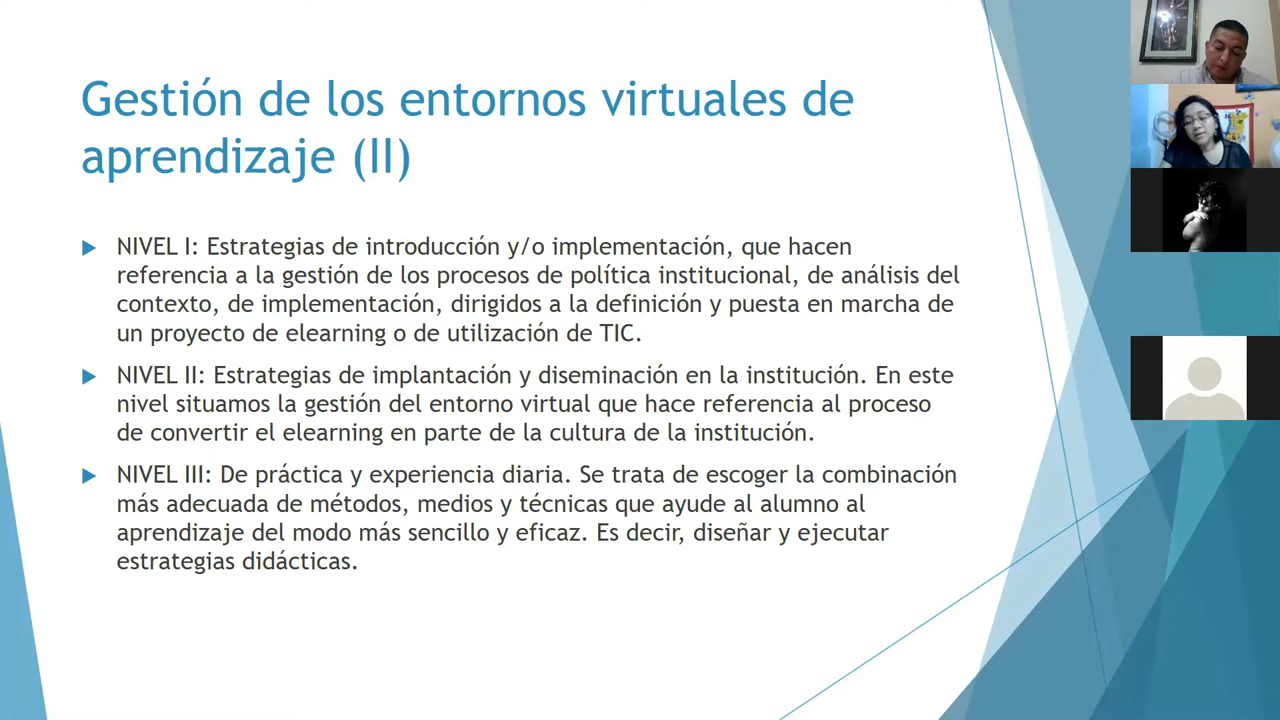 Gestión de los entornos virtuales de
aprendizaje (II)
NIVEL I: Estrategias de introducción y/o implementación, que hacen
referencia a la gestión de los procesos de política institucional, de análisis del
contexto, de implementación, dirigidos a la definición y puesta en marcha de
un proyecto de elearning o de utilización de TIC.
NIVEL II: Estrategias de implantación y diseminación en la institución. En este
nivel situamos la gestión del entorno virtual que hace referencia al proceso
de convertir el elearning en parte de la cultura de la institución.
NIVEL III: De práctica y experiencia diaria. Se trata de escoger la combinación
más adecuada de métodos, medios y técnicas que ayude al alumno al
aprendizaje del modo más sencillo y eficaz. Es decir, diseñar y ejecutar
estrategias didácticas.